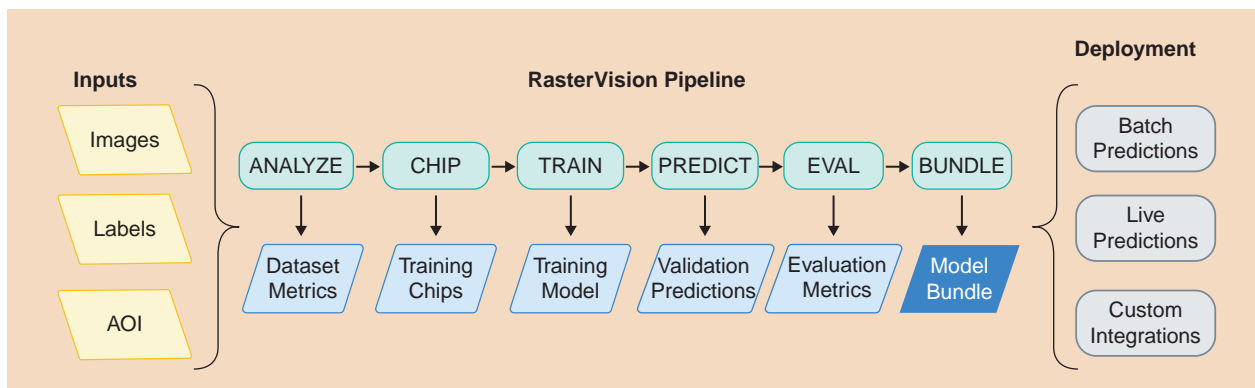 Deployment
Inputs
RasterVision Pipeline
Images
Labels
AOI
ANALYZE
CHIP
TRAIN
PREDICT
EVAL
BUNDLE
Dataset
Metrics
Training
Chips
Training
Model
Validation
Predictions
Evaluation
Metrics
Model
Bundle
Batch
Predictions
Live
Predictions
Custom
Integrations